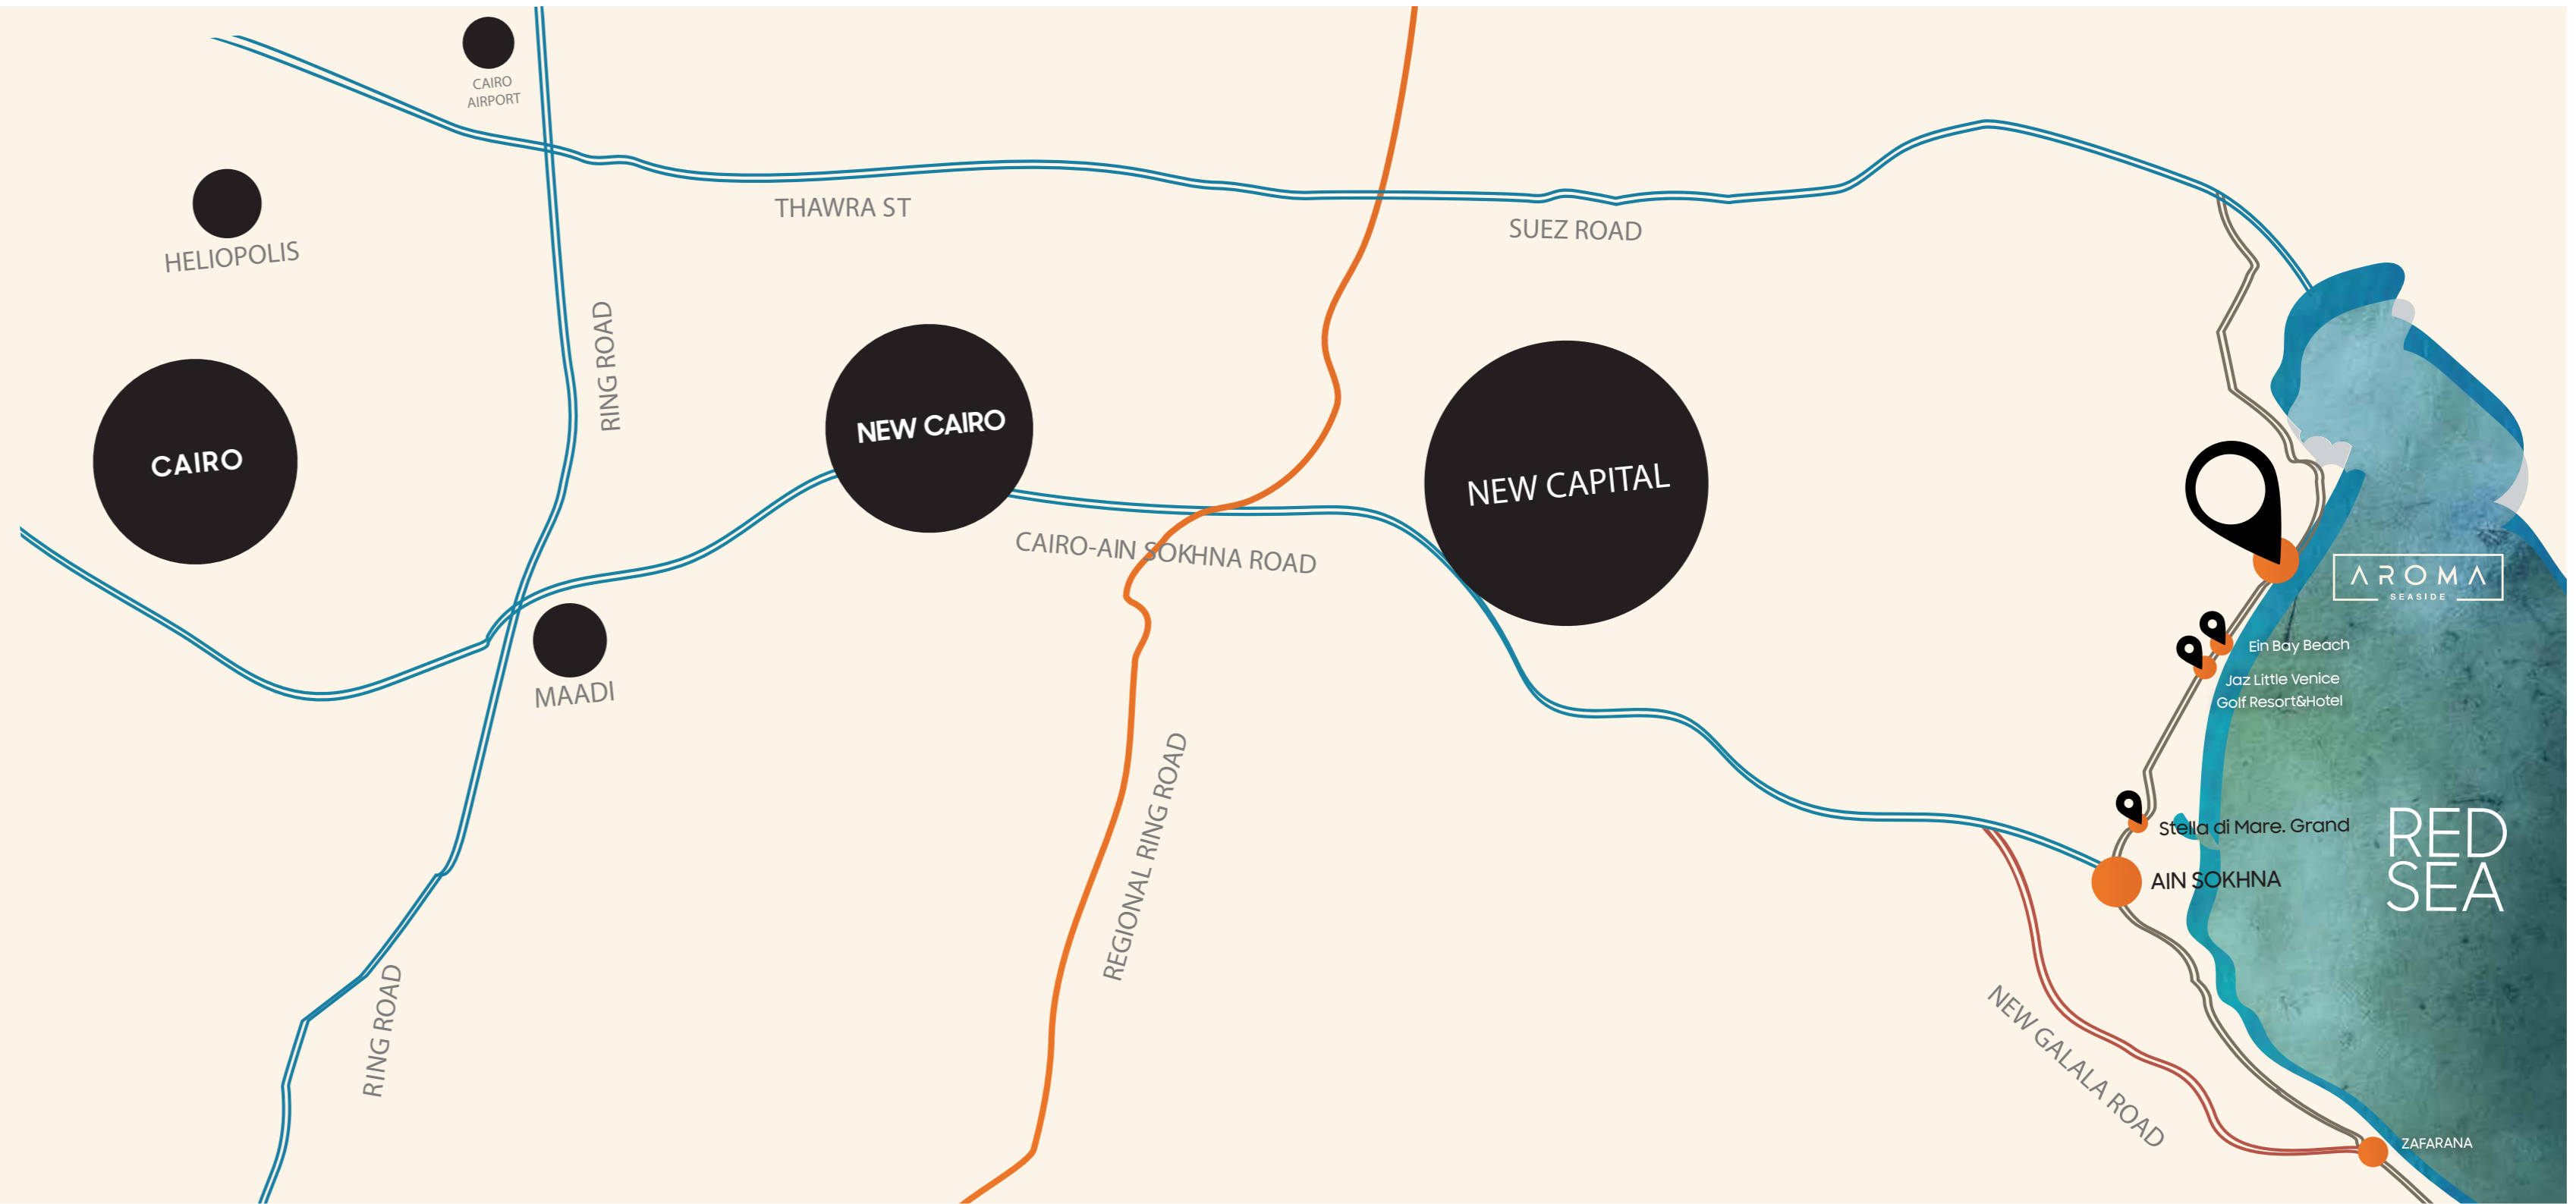 CAIRO
AIRPORT
THAWRA ST
SUEZ ROAD
HELIOPOLIS
RING ROAD
CAIRO
NEW CAIRO
NEW CAPITAL
CAIRO-AIN SOKHNA ROAD
AROMA
SEASIDE
Ein Bay Beach
Jaz Little Venice
Golf Resort&Hotel
MAADI
REGIONAL RING ROAD
Stella di Mare. Grand
RED
SEA
AIN SOKHNA
RING ROAD
NEW GALALA ROAD
ZAFARANA